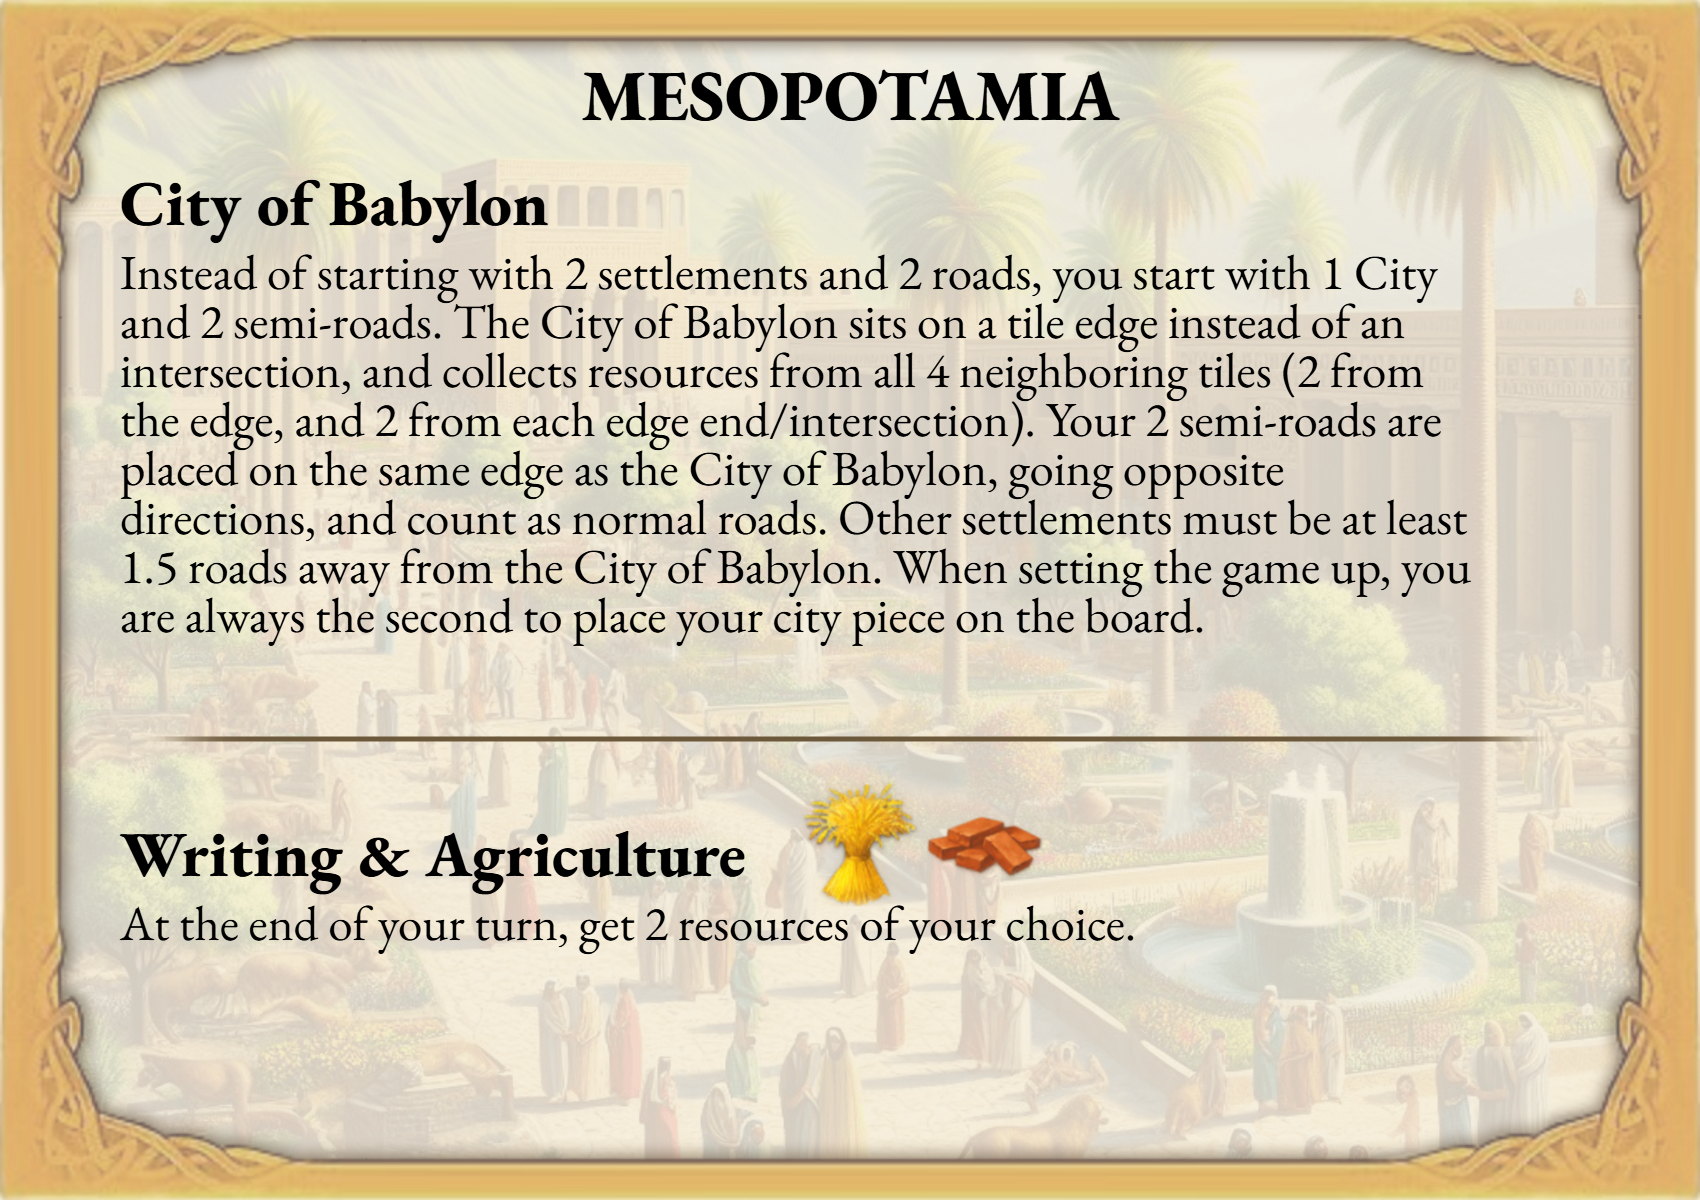 MESOPOTAMIA
City of Babylon
Instead of starting with 2 settlements and 2 roads, you start with 1 City
and 2 semi-roads. The City of Babylon sits on a tile edge instead of an
intersection, and collects resources from all 4 neighboring tiles (2 from
the edge, and 2 from each edge end/intersection). Your 2 semi-roads are
placed on the same edge as the City of Babylon, going opposite
directions, and count as normal roads. Other settlements must be at least
1.5 roads away from the City of Babylon. When setting the game up, you
are always the second to place your city piece on the board.
Writing & Agriculture
At the end of your turn, get 2 resources of your choice.